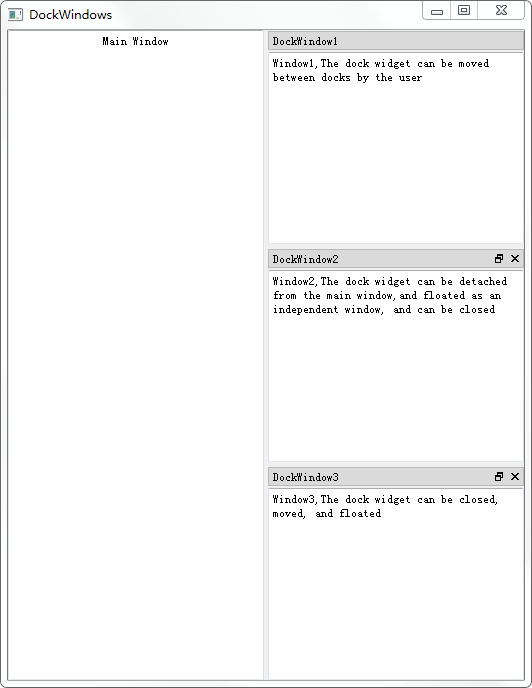 DockWindows
Main Window
DockWindow1
Window1,The dock widget can be moved
between docks by the user
DockWindow2
Window2,The dock widget can be detached
from the main window,and floated as an
independent window, and can be closed
DockWindow3
Window3,The dock widget can be closed,
moved, and floated